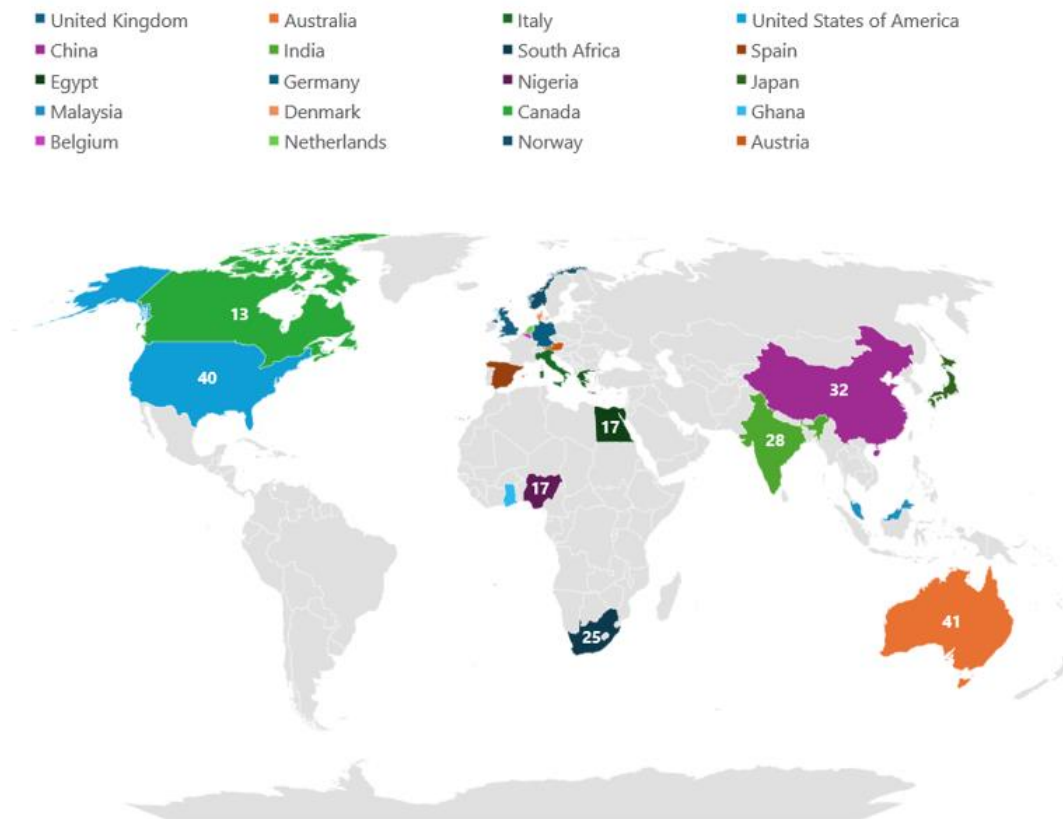 United Kingdom Australia Italy United States of America
China India South Africa Spain
Egypt Germany Nigeria Japan
Malaysia Denmark Canada Ghana
Belgium Netherlands Norway Austria
13
40
32
17
28
17
41
25